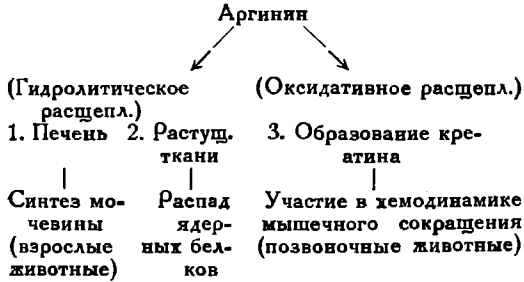 Аргинин
(Гидролитическое
расщепл.)
(Оксидативное расщепл.)
1. Печень
2. Растущ.
ткани
3. Образование кре-
атина
Синтез мо-
чевины
(взрослые
животные)
Распад
ядер-
ных бел-
ков
Участие в хемодинамике
мышечного сокращения
(позвоночные животные)